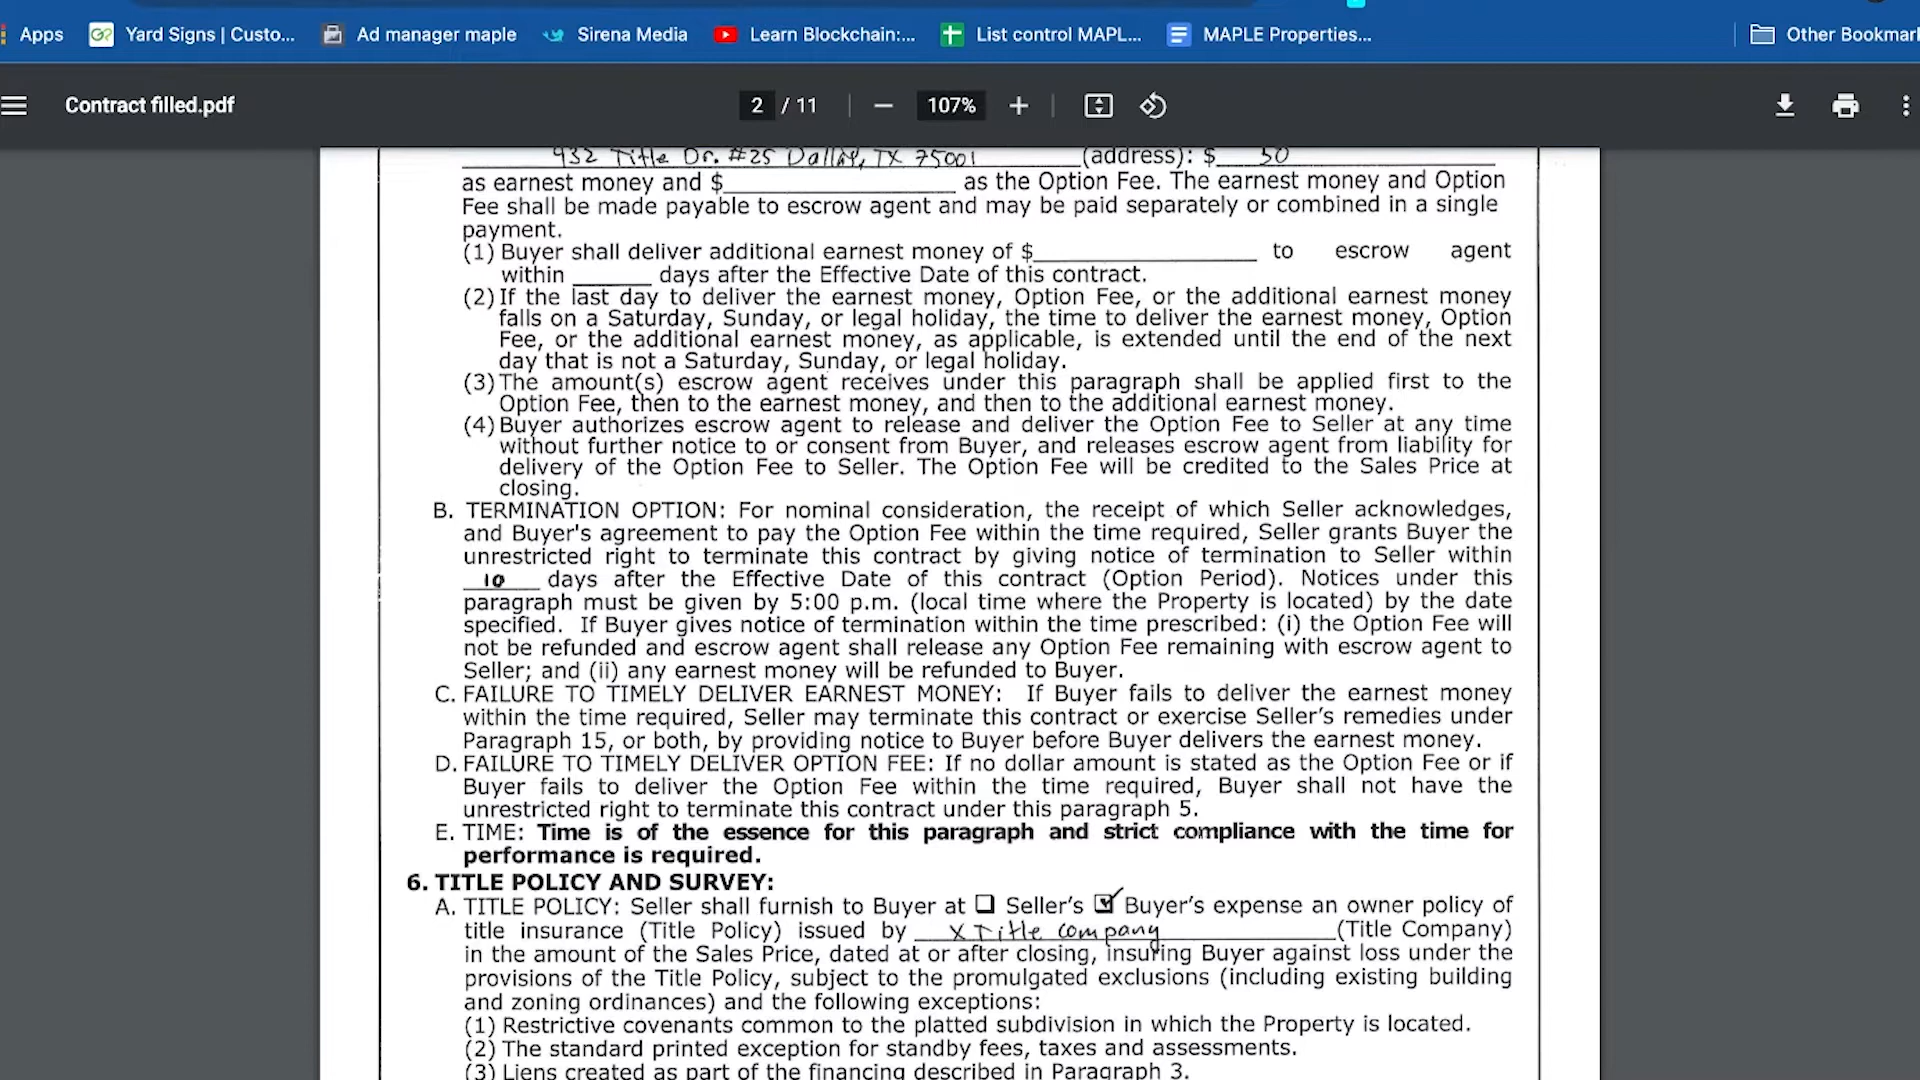 Apps
Yard Signs | Custo...
Ad manager maple
Sirena Media
Learn Blockchain:...
List control MAPL...
MAPLE Properties...
Other Bookmar
Contract filled.pdf
2 / 11
107%
932 Title Dr. #25 Dallas, TX 75001 (address): $ 50
as earnest money and $ as the Option Fee. The earnest money and Option
Fee shall be made payable to escrow agent and may be paid separately or combined in a single
payment.
(1) Buyer shall deliver additional earnest money of $ to escrow agent
within days after the Effective Date of this contract.
(2) If the last day to deliver the earnest money, Option Fee, or the additional earnest money
falls on a Saturday, Sunday, or legal holiday, the time to deliver the earnest money, Option
Fee, or the additional earnest money, as applicable, is extended until the end of the next
day that is not a Saturday, Sunday, or legal holiday.
(3) The amount(s) escrow agent receives under this paragraph shall be applied first to the
Option Fee, then to the earnest money, and then to the additional earnest money.
(4) Buyer authorizes escrow agent to release and deliver the Option Fee to Seller at any time
without further notice to or consent from Buyer, and releases escrow agent from liability for
delivery of the Option Fee to Seller. The Option Fee will be credited to the Sales Price at
closing.
B. TERMINATION OPTION: For nominal consideration, the receipt of which Seller acknowledges,
and Buyer's agreement to pay the Option Fee within the time required, Seller grants Buyer the
unrestricted right to terminate this contract by giving notice of termination to Seller within
10 days after the Effective Date of this contract (Option Period). Notices under this
paragraph must be given by 5:00 p.m. (local time where the Property is located) by the date
specified. If Buyer gives notice of termination within the time prescribed: (i) the Option Fee will
not be refunded and escrow agent shall release any Option Fee remaining with escrow agent to
Seller; and (ii) any earnest money will be refunded to Buyer.
C. FAILURE TO TIMELY DELIVER EARNEST MONEY: If Buyer fails to deliver the earnest money
within the time required, Seller may terminate this contract or exercise Seller's remedies under
Paragraph 15, or both, by providing notice to Buyer before Buyer delivers the earnest money.
D. FAILURE TO TIMELY DELIVER OPTION FEE: If no dollar amount is stated as the Option Fee or if
Buyer fails to deliver the Option Fee within the time required, Buyer shall not have the
unrestricted right to terminate this contract under this paragraph 5.
E. TIME: Time is of the essence for this paragraph and strict compliance with the time for
performance is required.
6. TITLE POLICY AND SURVEY:
A. TITLE POLICY: Seller shall furnish to Buyer at Seller's Buyer's expense an owner policy of
title insurance (Title Policy) issued by X Title company (Title Company)
in the amount of the Sales Price, dated at or after closing, insuring Buyer against loss under the
provisions of the Title Policy, subject to the promulgated exclusions (including existing building
and zoning ordinances) and the following exceptions:
(1) Restrictive covenants common to the platted subdivision in which the Property is located.
(2) The standard printed exception for standby fees, taxes and assessments.
(3) Liens created as part of the financing described in Paragraph 3.